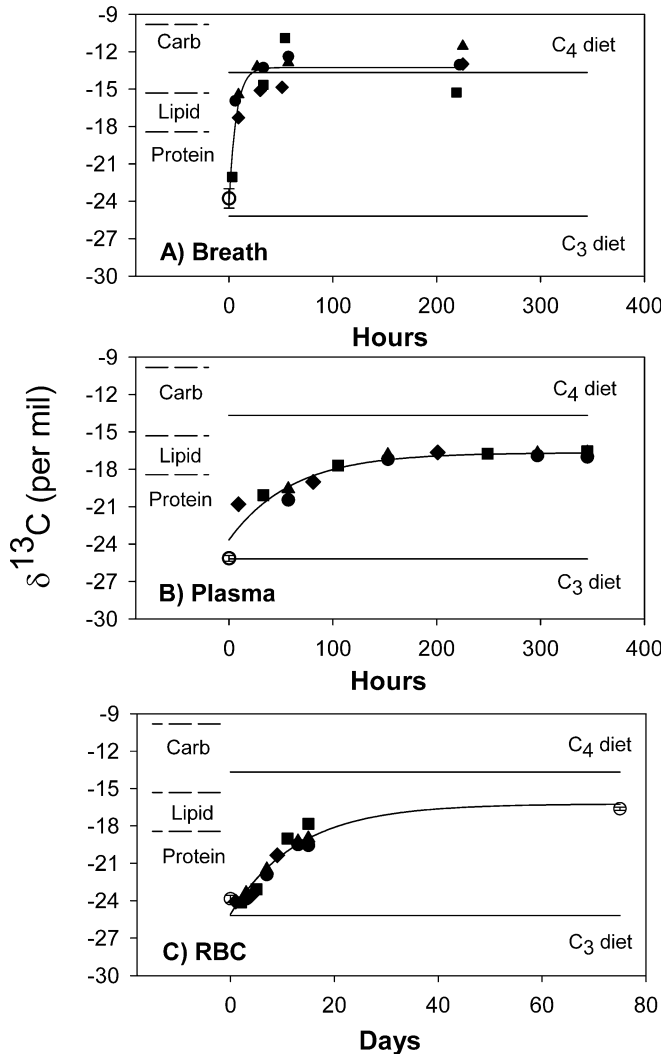 δ13C (per mil)
-9
-12
-15
-18
-21
-24
-27
-30
Carb
Lipid
Protein
C4 diet
C3 diet
A) Breath
0 100 200 300 400
Hours
-9
-12
-15
-18
-21
-24
-27
-30
Carb
Lipid
Protein
C4 diet
C3 diet
B) Plasma
0 100 200 300 400
Hours
-9
-12
-15
-18
-21
-24
-27
-30
Carb
Lipid
Protein
C4 diet
C3 diet
C) RBC
0 20 40 60 80
Days